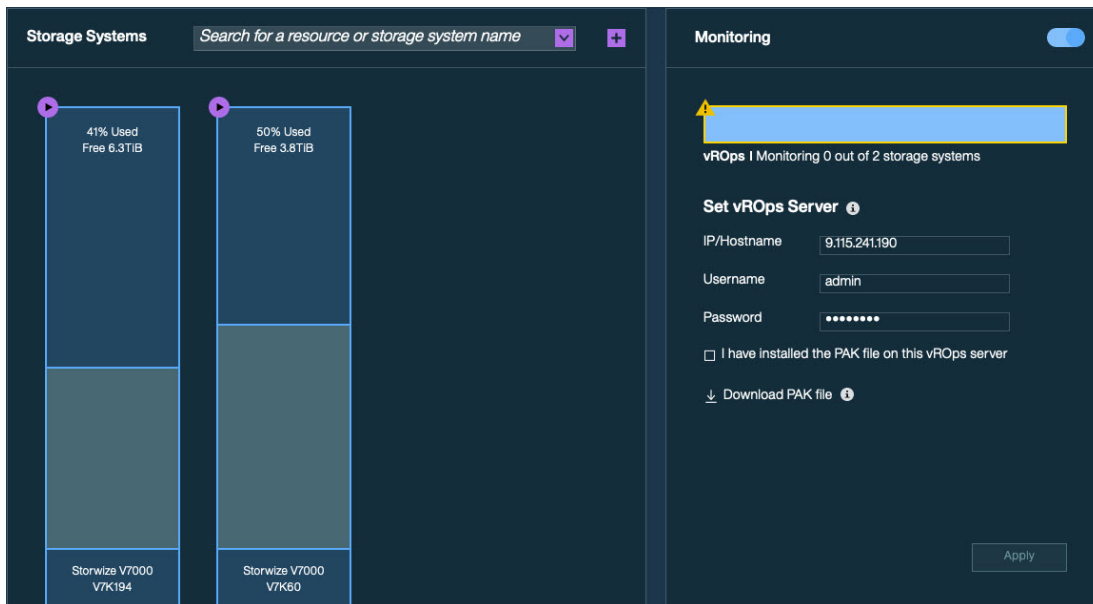 Storage Systems
Search for a resource or storage system name
41% Used
Free 6.3TiB
50% Used
Free 3.8TiB
Storwize V7000
V7K194
Storwize V7000
V7K60
Monitoring
vROps | Monitoring 0 out of 2 storage systems
Set vROps Server
IP/Hostname 9.115.241.190
Username admin
Password ••••••••
I have installed the PAK file on this vROps server
Download PAK file
Apply